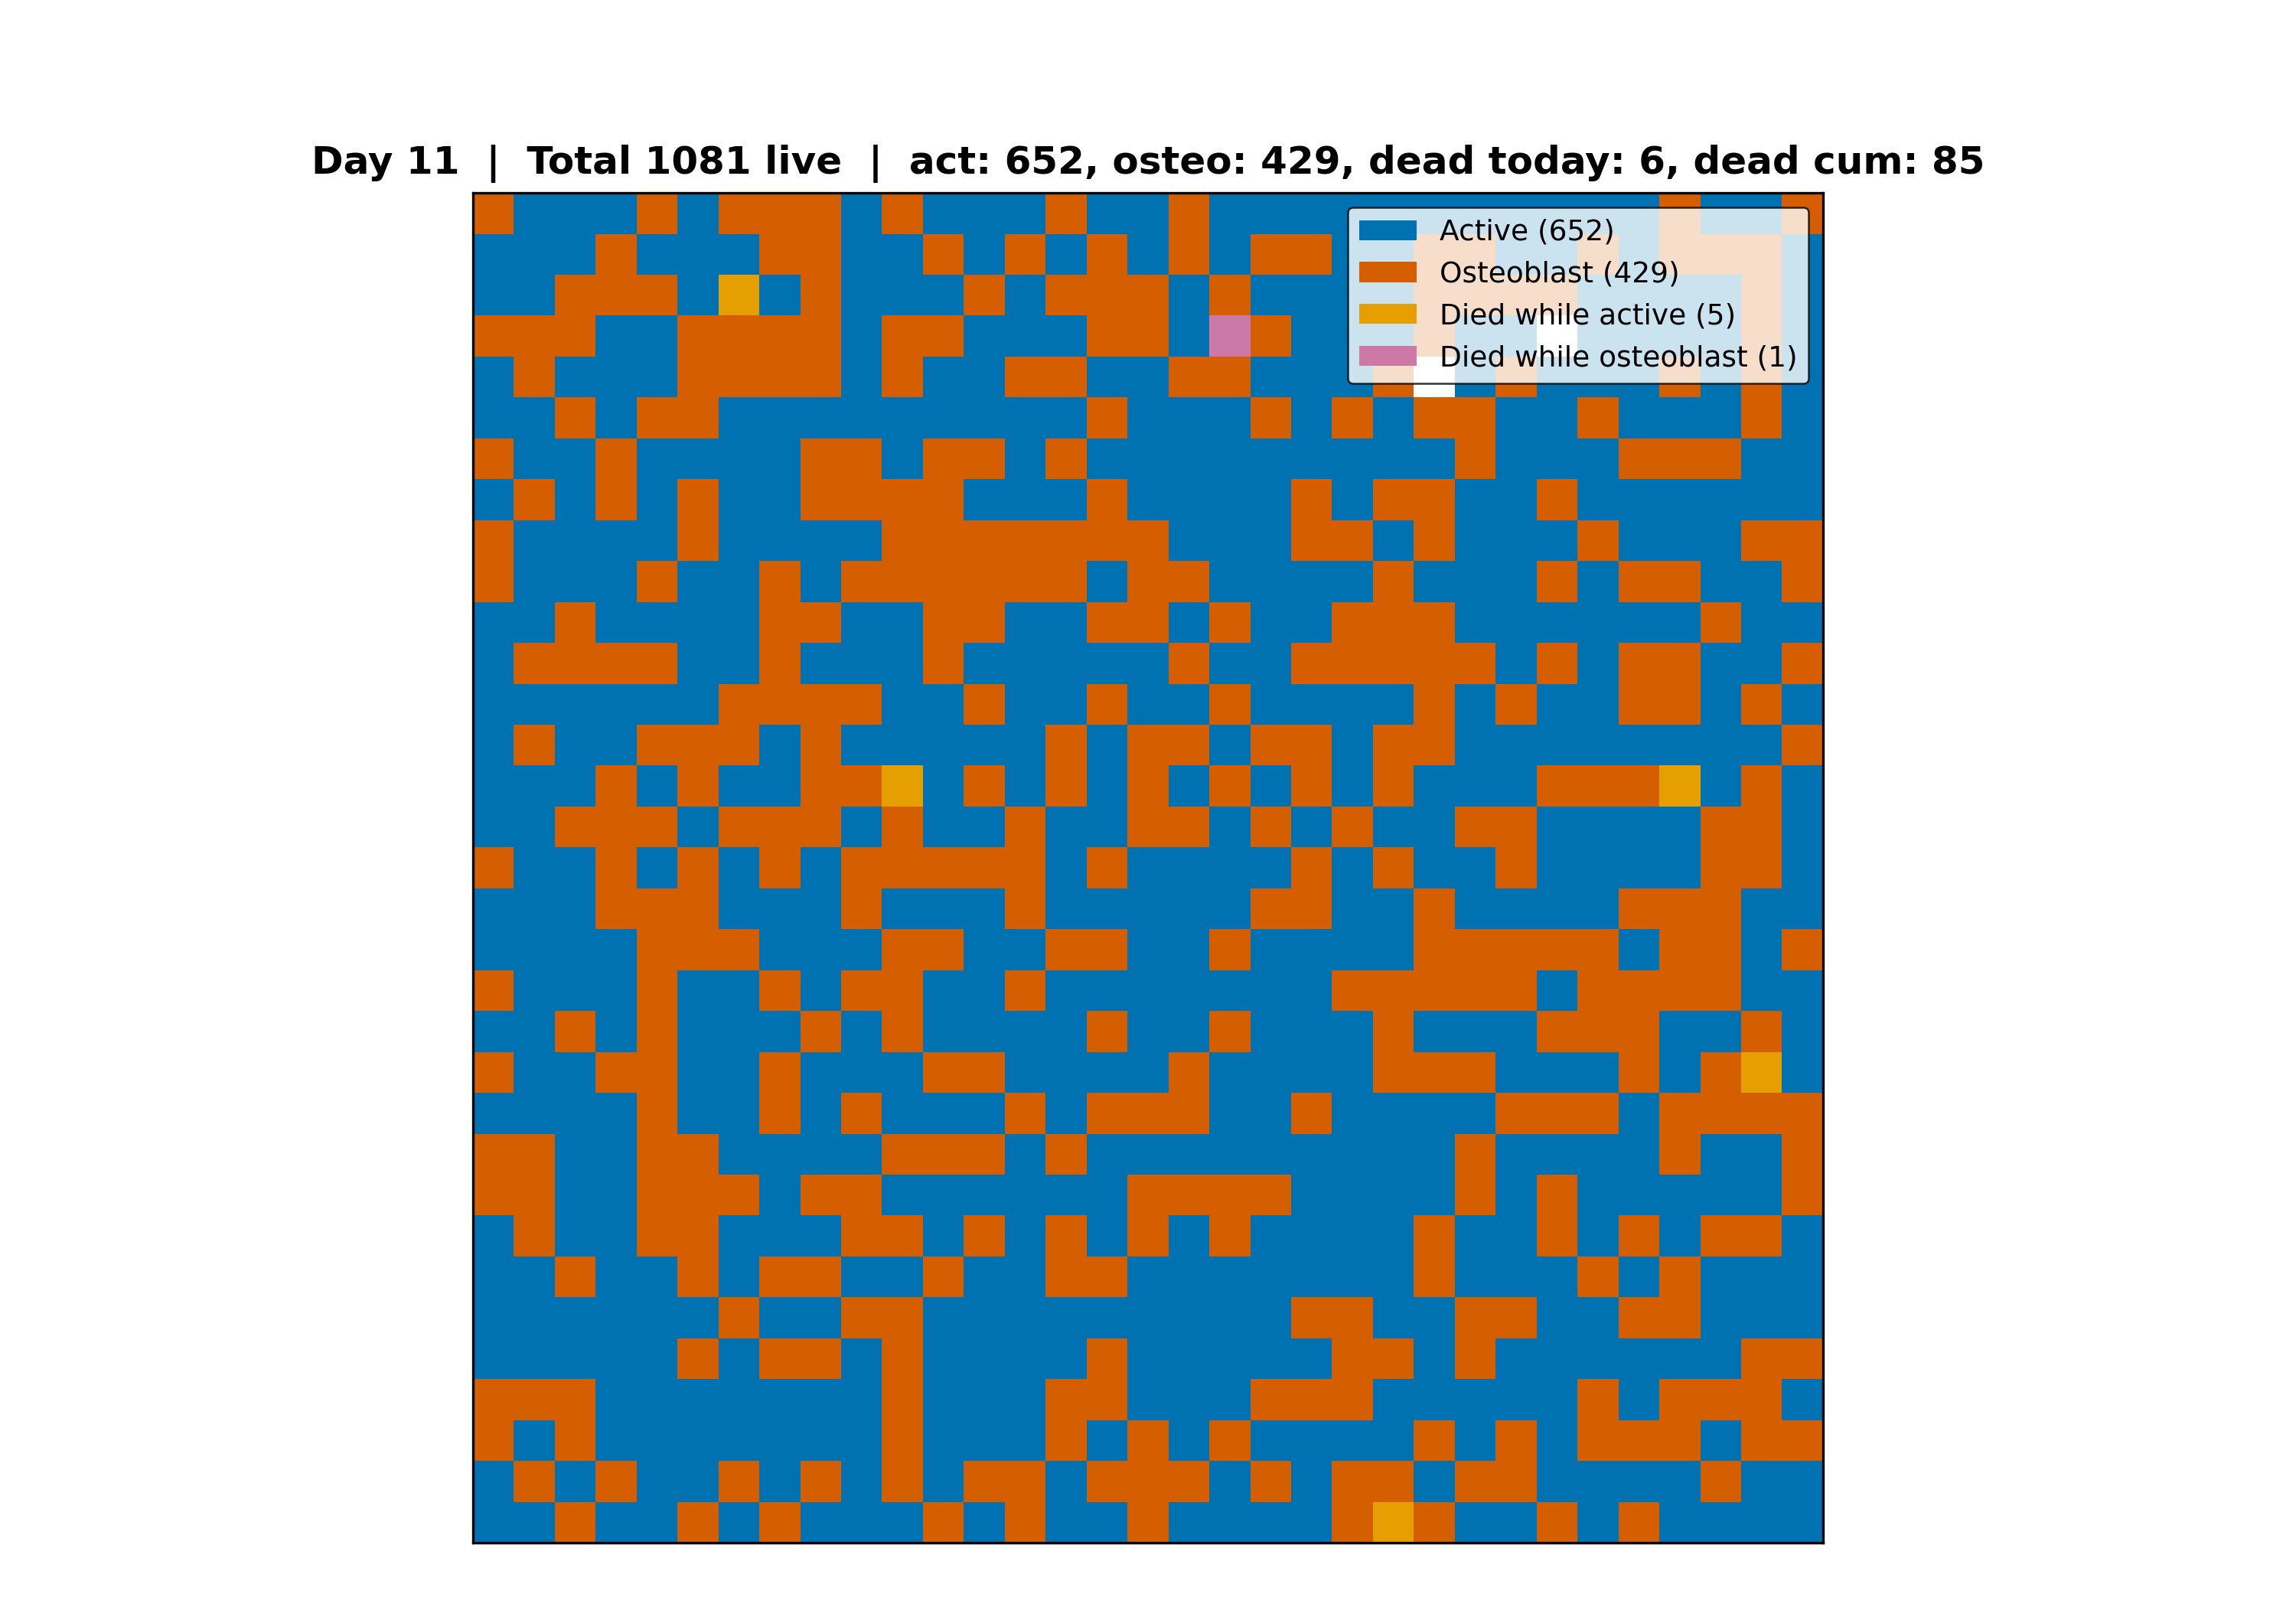 Day 11 | Total 1081 live | act: 652, osteo: 429, dead today: 6, dead cum: 85
Active (652)
Osteoblast (429)
Died while active (5)
Died while osteoblast (1)